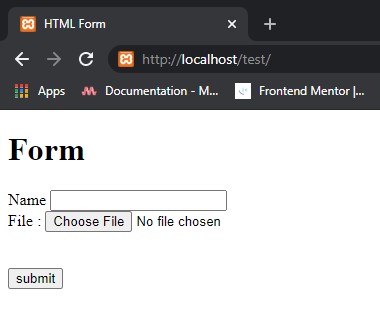 HTML Form
http://localhost/test/
Apps Documentation - M... Frontend Mentor |...
Form
Name
File : Choose File No file chosen
submit